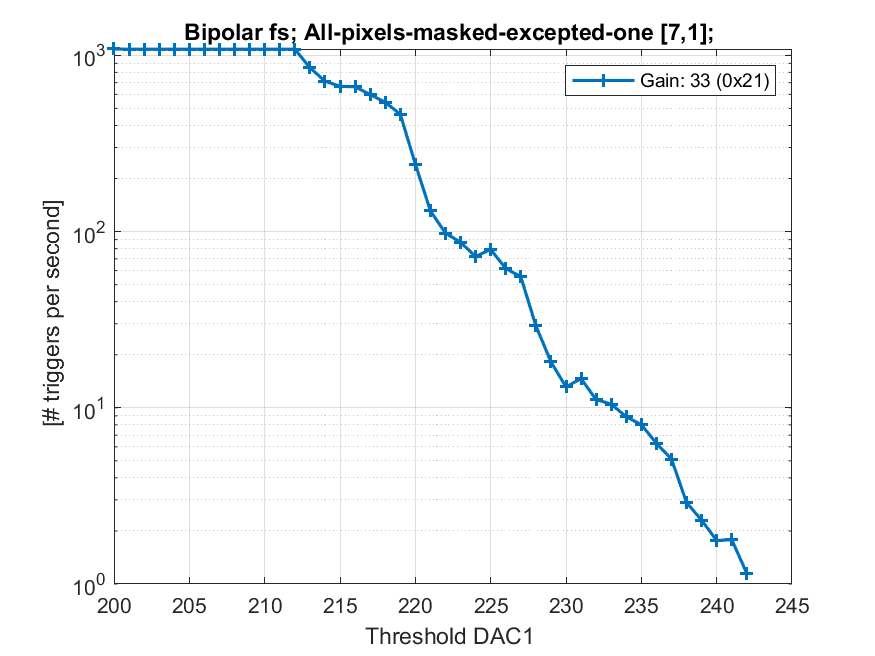 Bipolar fs; All-pixels-masked-excepted-one [7,1];
Gain: 33 (0x21)
[# triggers per second]
10^3
10^2
10^1
10^0
200 205 210 215 220 225 230 235 240 245
Threshold DAC1